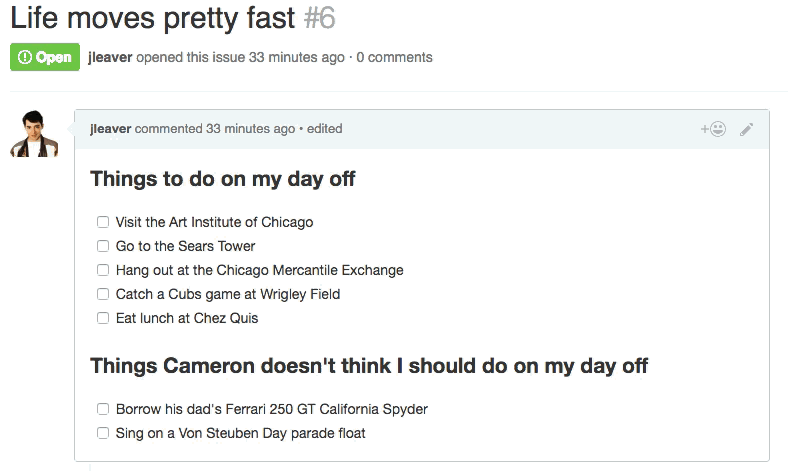 Life moves pretty fast #6
Open jleaver opened this issue 33 minutes ago · 0 comments
jleaver commented 33 minutes ago • edited
Things to do on my day off
Visit the Art Institute of Chicago
Go to the Sears Tower
Hang out at the Chicago Mercantile Exchange
Catch a Cubs game at Wrigley Field
Eat lunch at Chez Quis
Things Cameron doesn't think I should do on my day off
Borrow his dad's Ferrari 250 GT California Spyder
Sing on a Von Steuben Day parade float